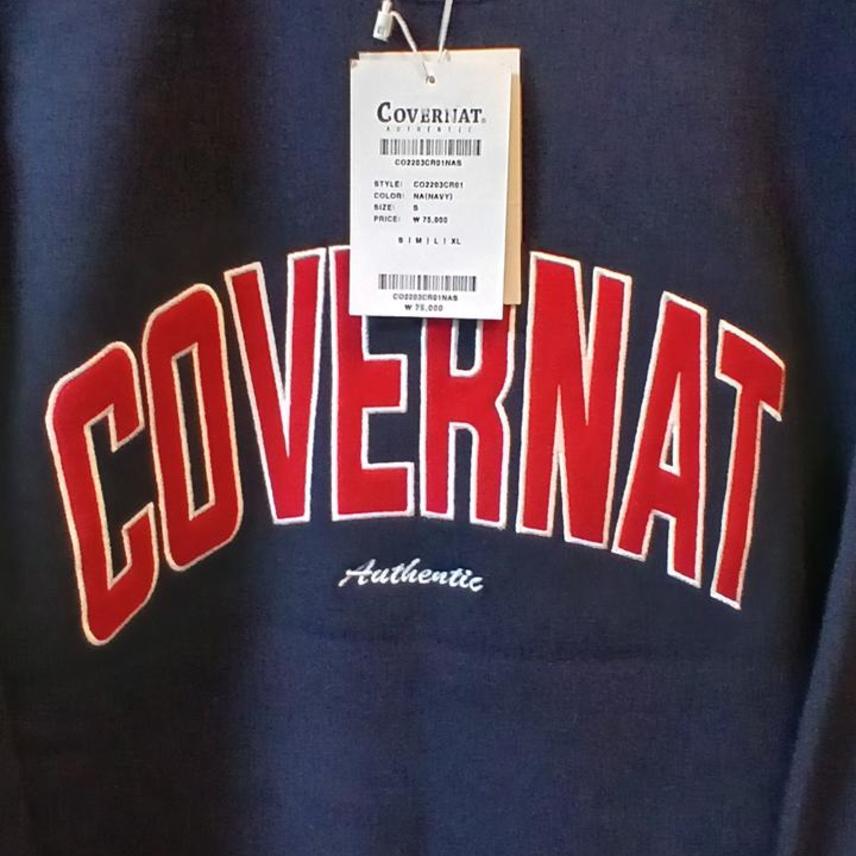 COVERNAT®
AUTHENTIC
CO2203CR01NAS
STYLE: CO2203CR01
COLOR: NA(NAVY)
SIZE: S
PRICE: ₩ 75,000
S | M | L | XL
CO2203CR01NAS
₩ 75,000
COVERNAT
Authentic